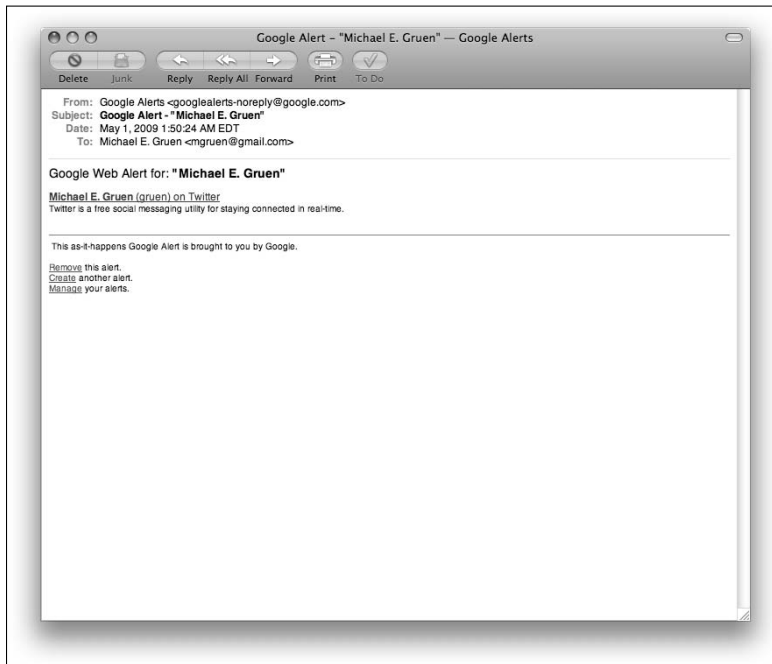 Google Alert – "Michael E. Gruen" — Google Alerts
Delete Junk Reply Reply All Forward Print To Do
From: Google Alerts <googlealerts-noreply@google.com>
Subject: Google Alert - "Michael E. Gruen"
Date: May 1, 2009 1:50:24 AM EDT
To: Michael E. Gruen <mgruen@gmail.com>
Google Web Alert for: "Michael E. Gruen"
Michael E. Gruen (gruen) on Twitter
Twitter is a free social messaging utility for staying connected in real-time.
This as-it-happens Google Alert is brought to you by Google.
Remove this alert.
Create another alert.
Manage your alerts.